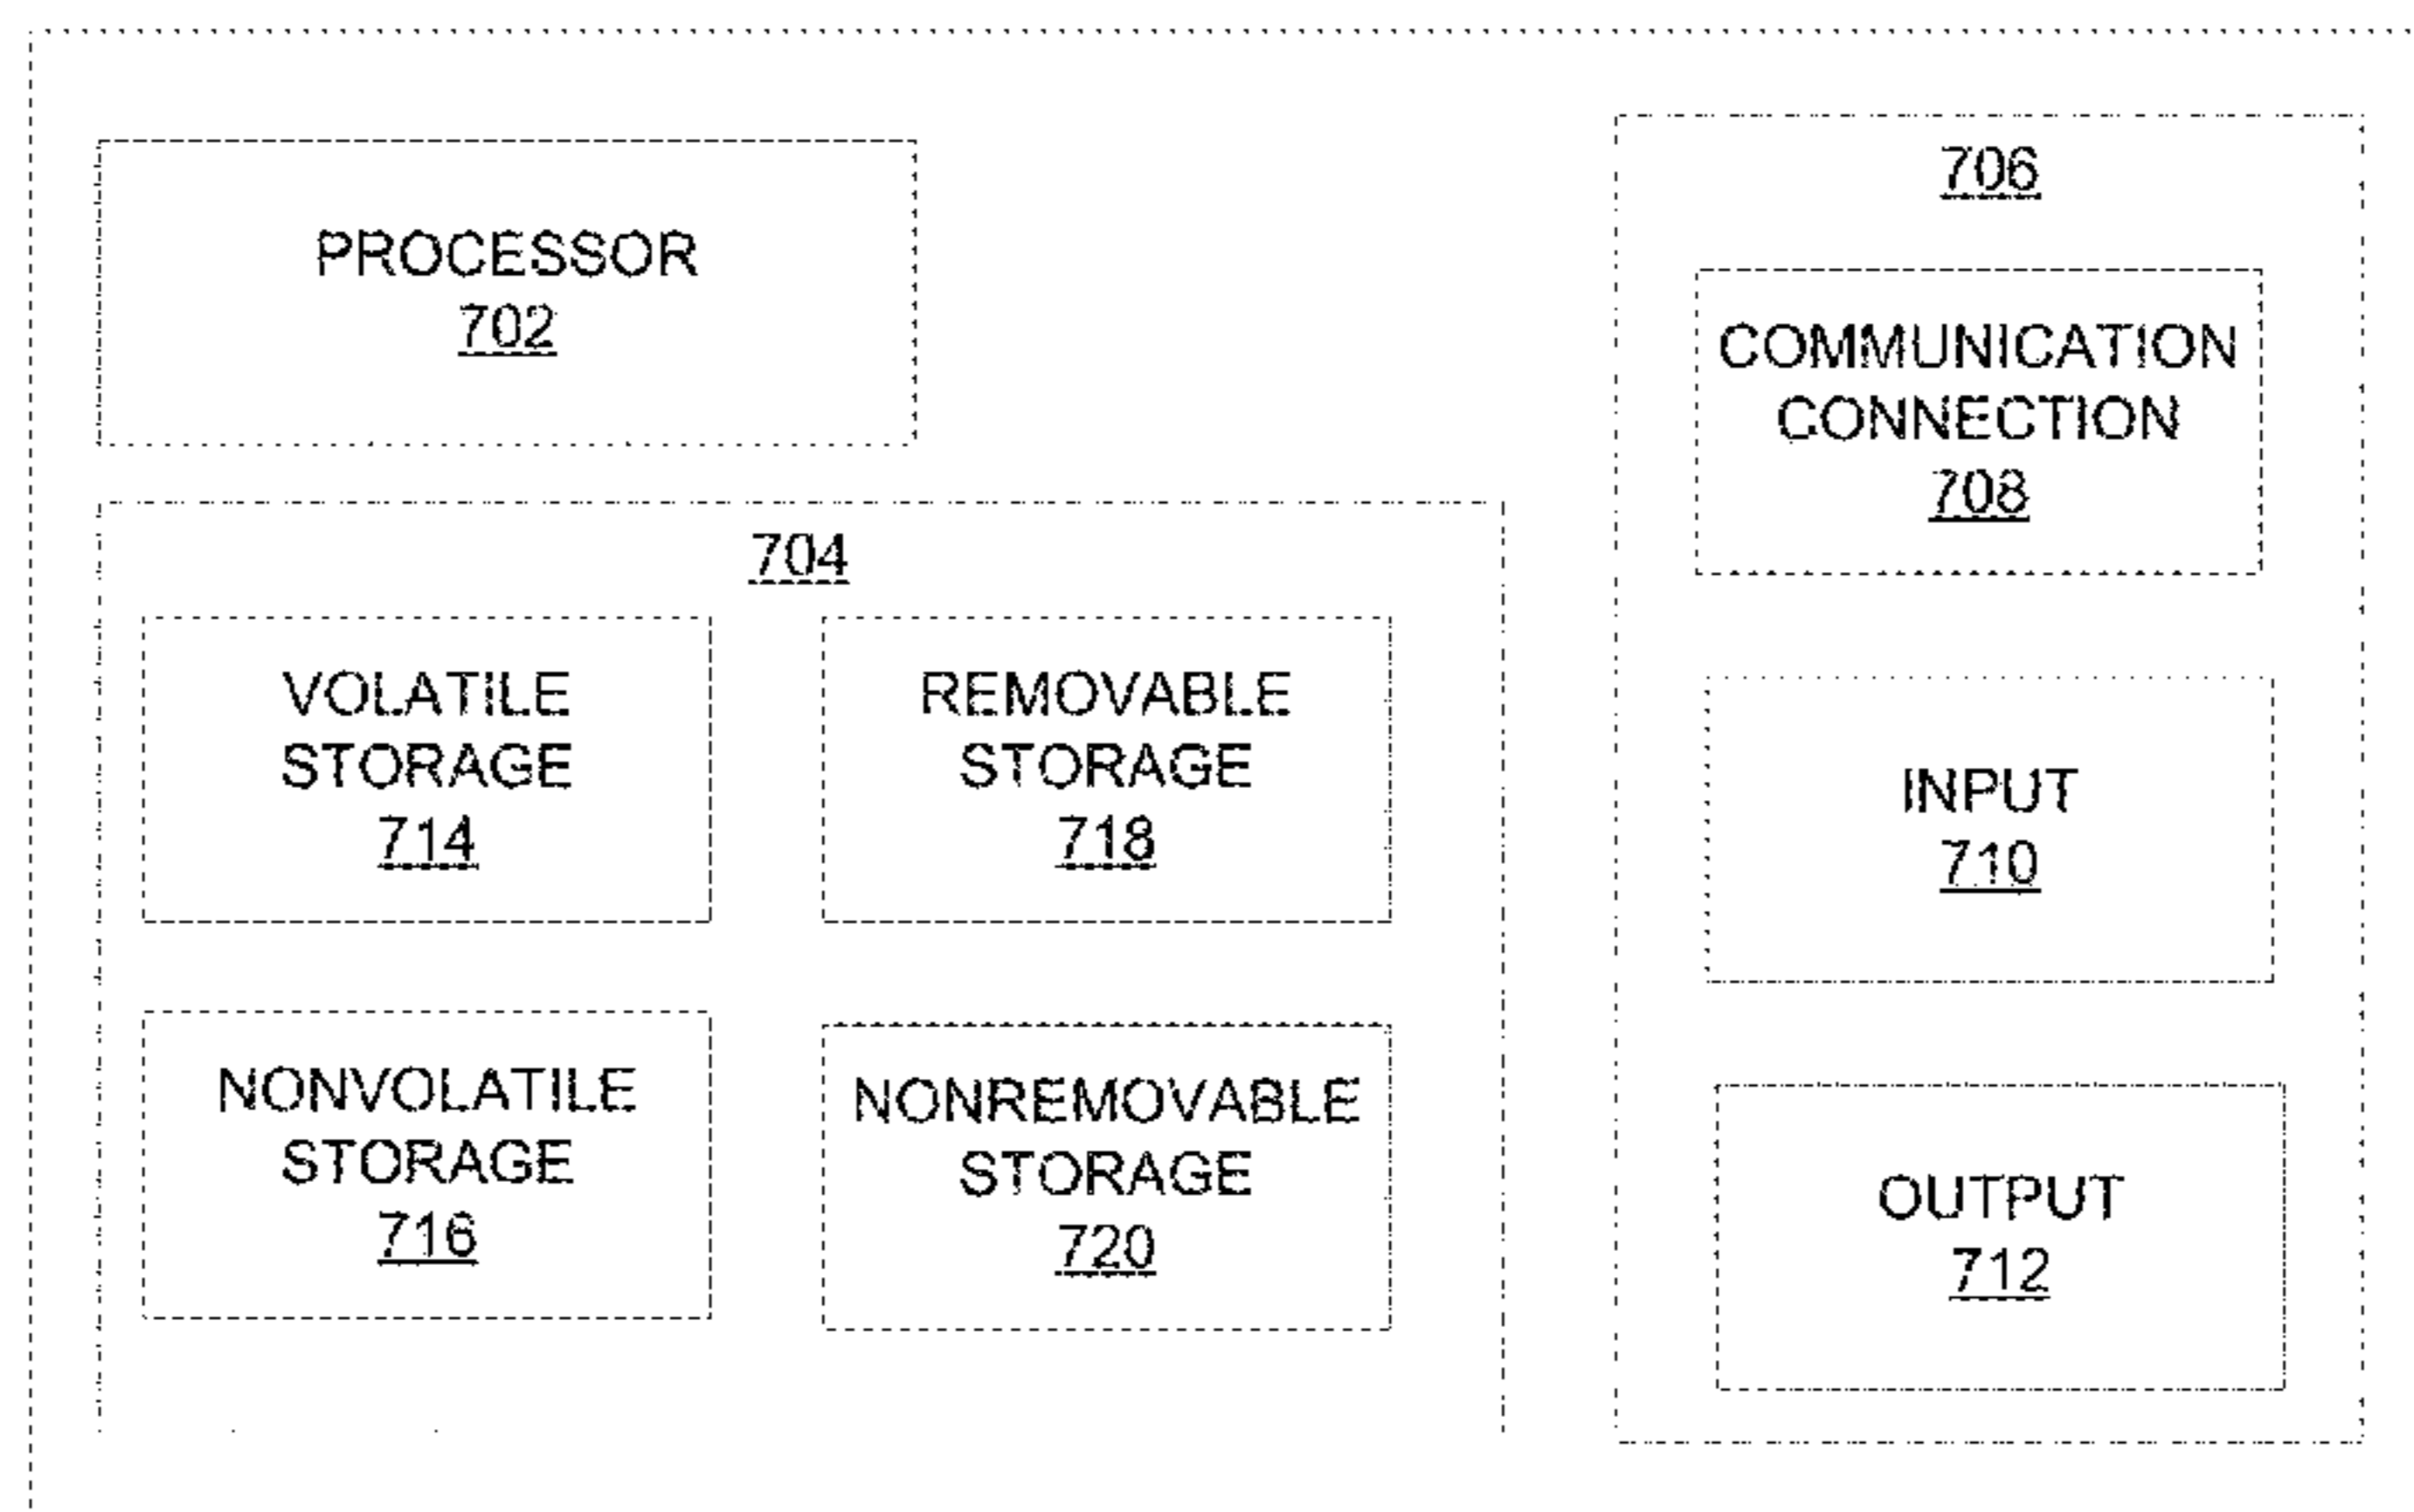 PROCESSOR
702
704
VOLATILE
STORAGE
714
REMOVABLE
STORAGE
718
NONVOLATILE
STORAGE
716
NONREMOVABLE
STORAGE
720
706
COMMUNICATION
CONNECTION
708
INPUT
710
OUTPUT
712